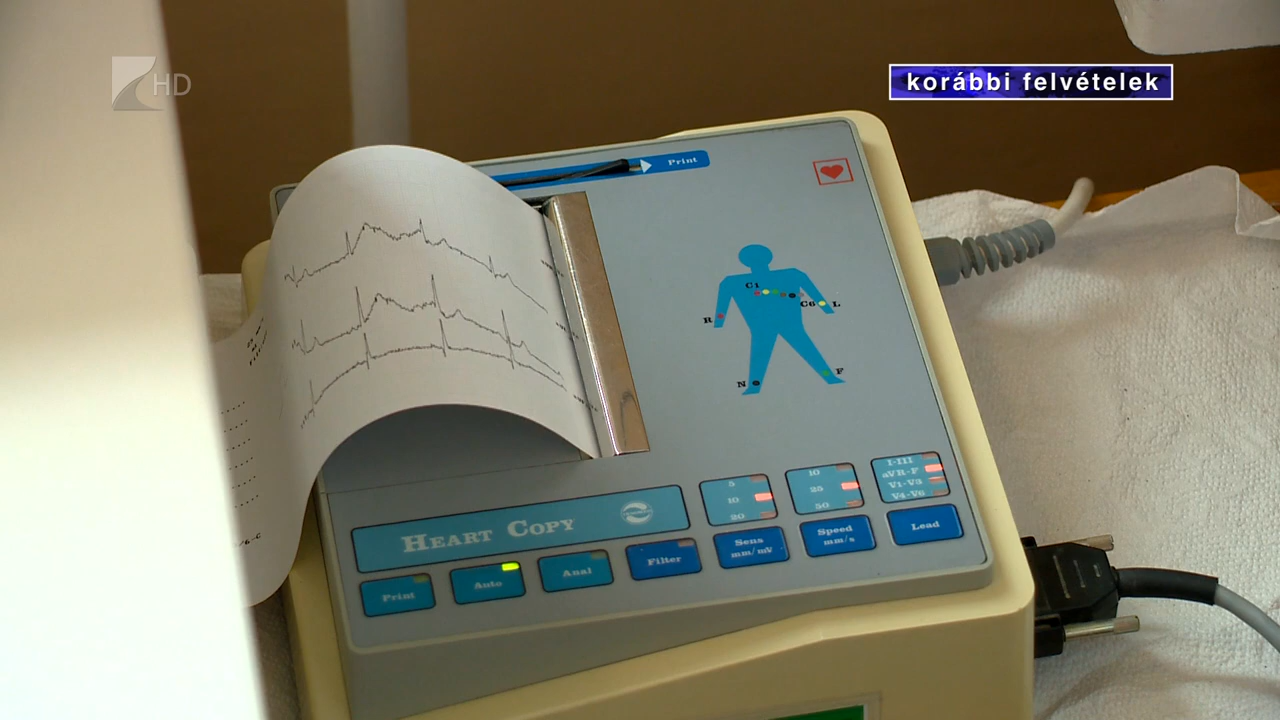 HD
korábbi felvételek
Print
C1
C6 L
R
N
F
HEART COPY
5
10
20
10
25
50
I-III
aVR-F
V1-V3
V4-V6
Print
Auto
Anal
Filter
Sens
mm/mV
Speed
mm/s
Lead